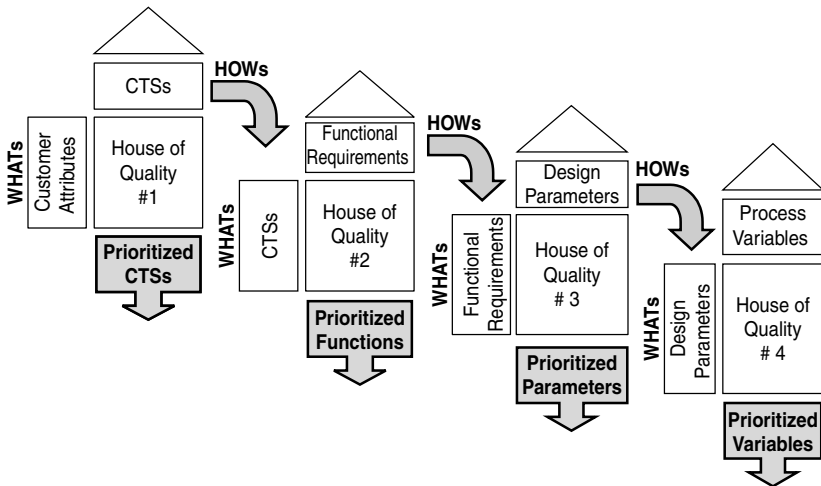 CTSs
HOWs
WHATs
Customer
Attributes
House of
Quality
#1
Prioritized
CTSs
Functional
Requirements
HOWs
WHATs
CTSs
House of
Quality
#2
Prioritized
Functions
Design
Parameters
HOWs
WHATs
Functional
Requirements
House of
Quality
# 3
Prioritized
Parameters
Process
Variables
WHATs
Design
Parameters
House of
Quality
# 4
Prioritized
Variables